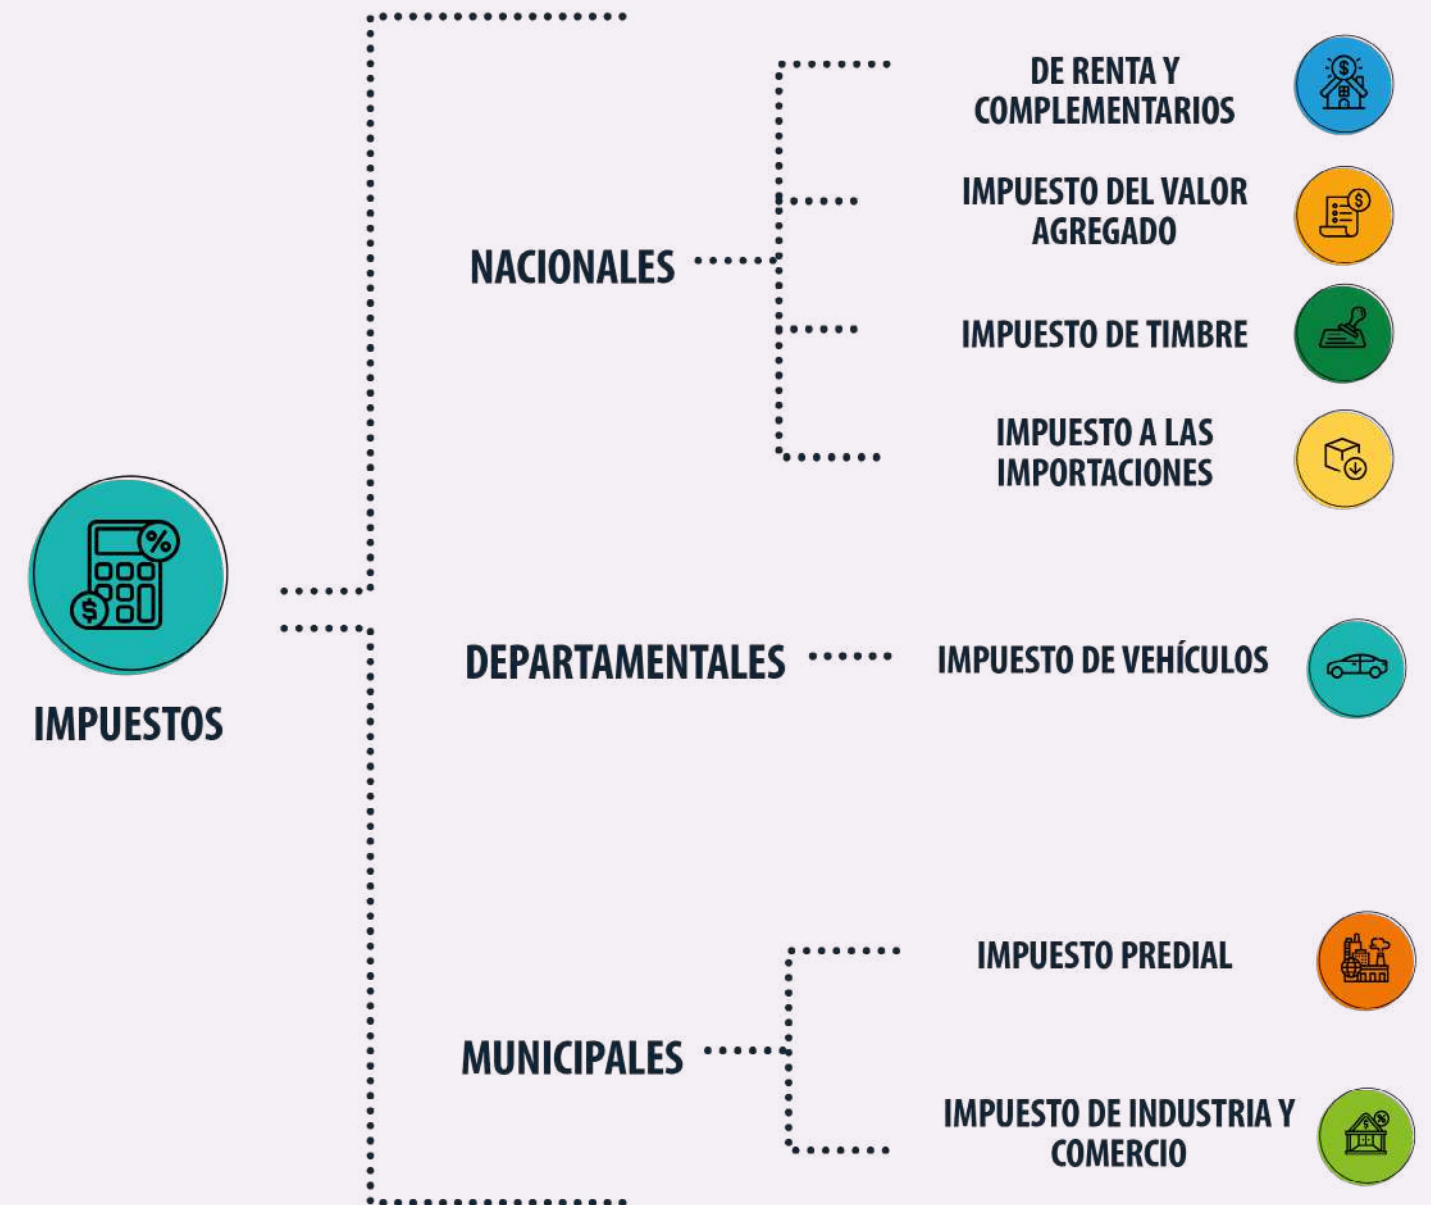 IMPUESTOS
NACIONALES
DE RENTA Y
COMPLEMENTARIOS
IMPUESTO DEL VALOR
AGREGADO
IMPUESTO DE TIMBRE
IMPUESTO A LAS
IMPORTACIONES
DEPARTAMENTALES
IMPUESTO DE VEHÍCULOS
MUNICIPALES
IMPUESTO PREDIAL
IMPUESTO DE INDUSTRIA Y
COMERCIO